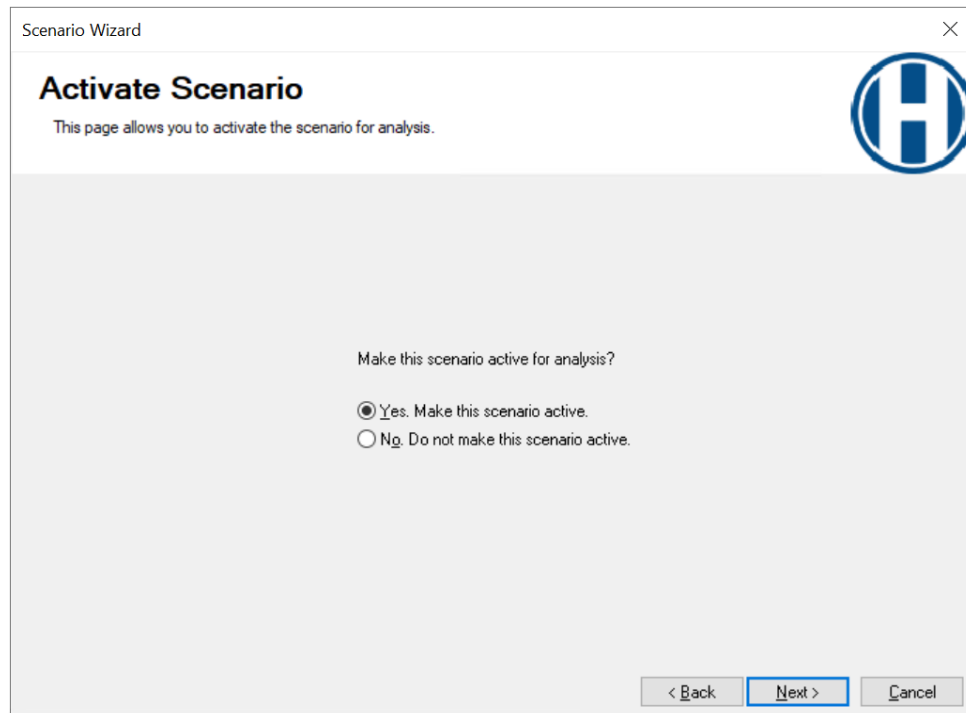 Scenario Wizard
Activate Scenario
This page allows you to activate the scenario for analysis.
H
Make this scenario active for analysis?
Yes. Make this scenario active.
No. Do not make this scenario active.
< Back
Next >
Cancel